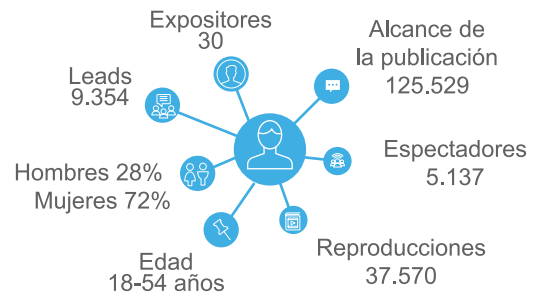 Expositores
30
Alcance de
la publicación
125.529
Leads
9.354
Espectadores
5.137
Hombres 28%
Mujeres 72%
Reproducciones
37.570
Edad
18-54 años